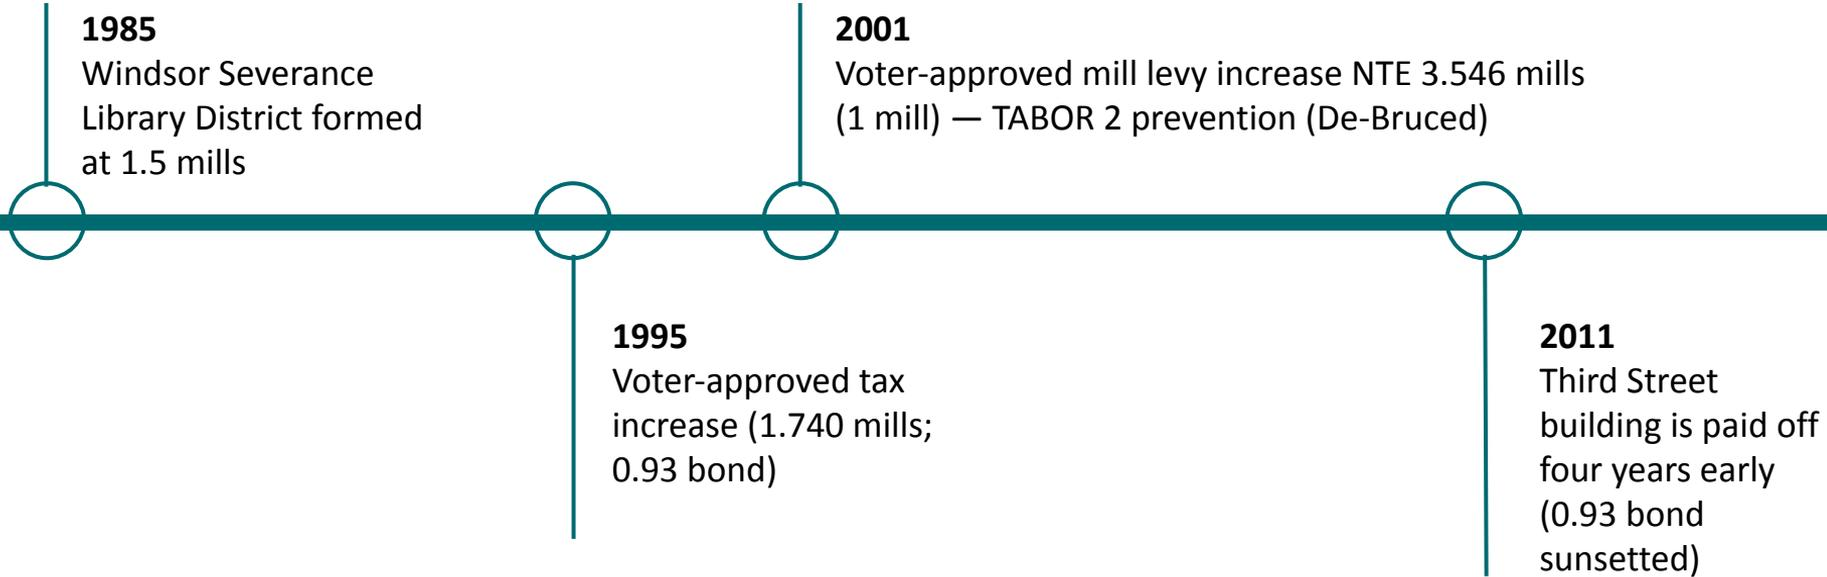 1985
Windsor Severance
Library District formed
at 1.5 mills
2001
Voter-approved mill levy increase NTE 3.546 mills
(1 mill) — TABOR 2 prevention (De-Bruced)
1995
Voter-approved tax
increase (1.740 mills;
0.93 bond)
2011
Third Street
building is paid off
four years early
(0.93 bond
sunsetted)